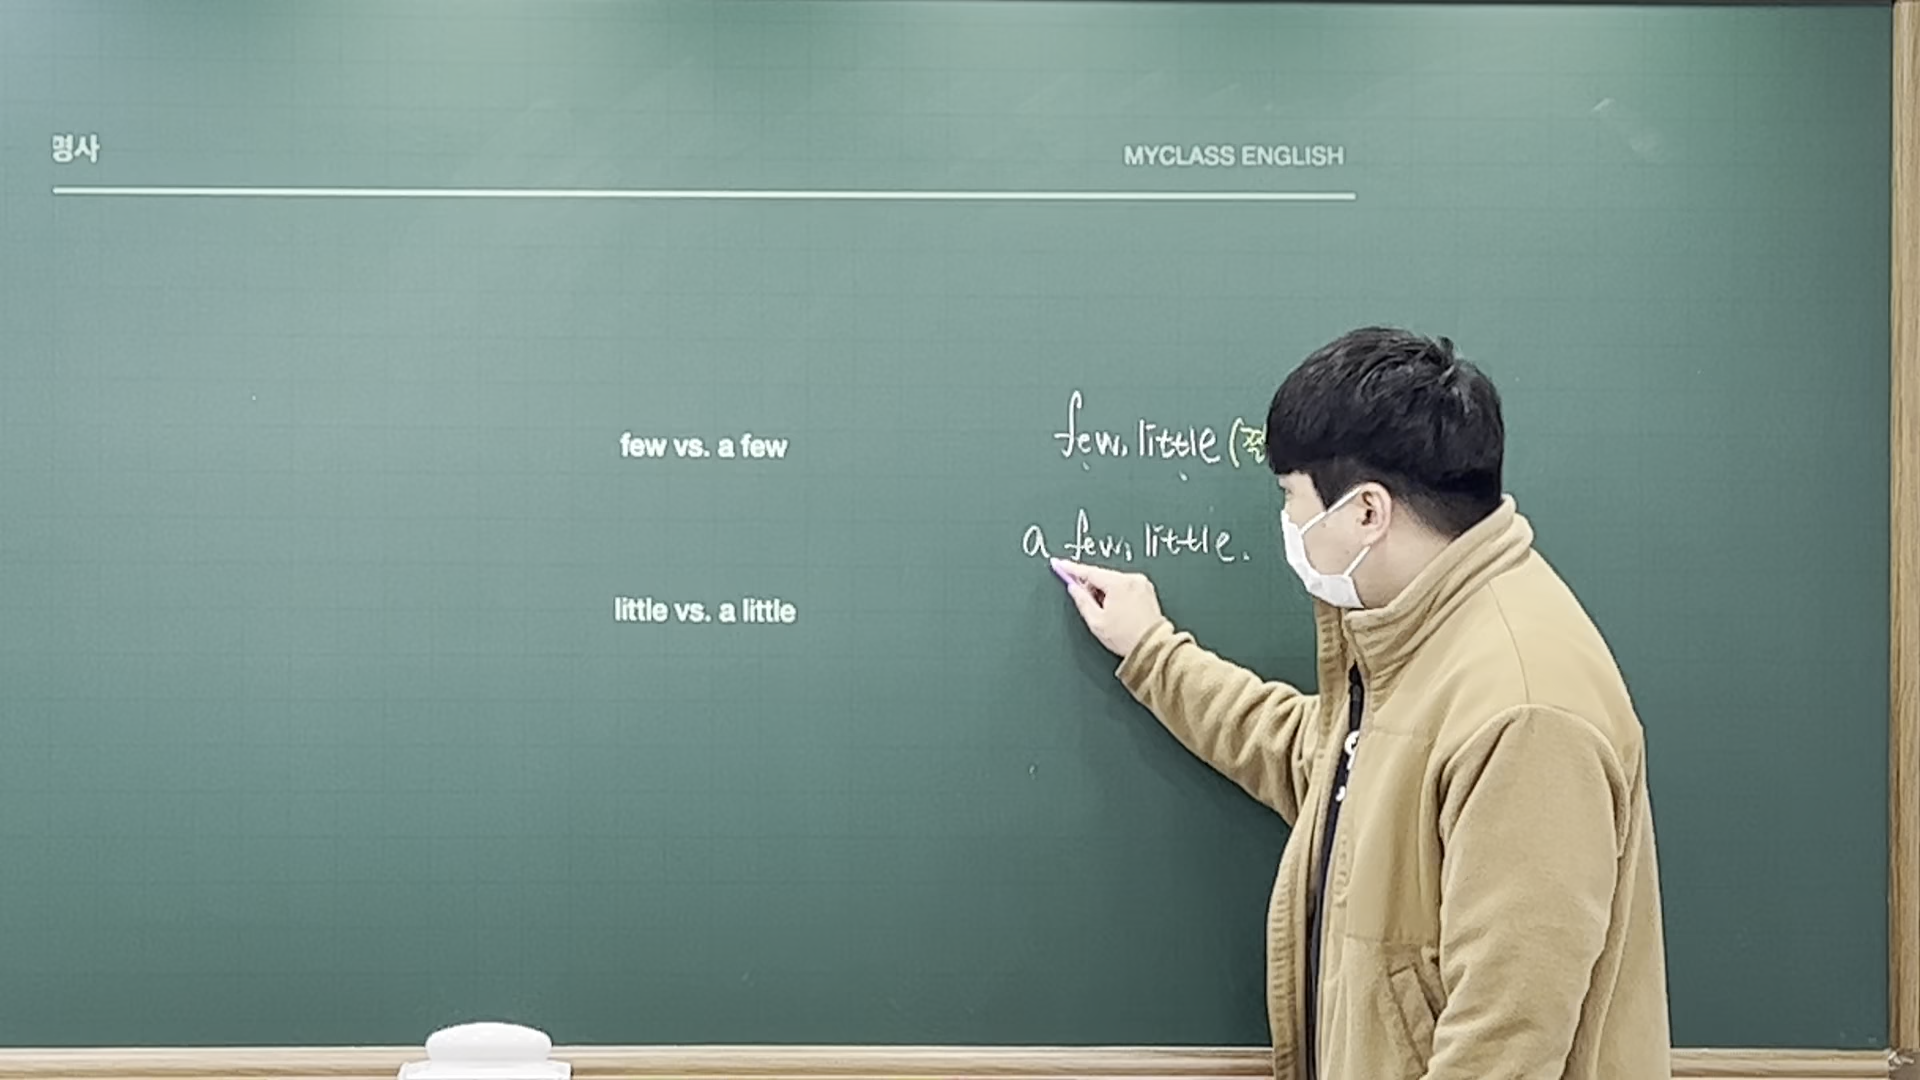 명사
MYCLASS ENGLISH
few vs. a few
few, little (
a few, little.
little vs. a little